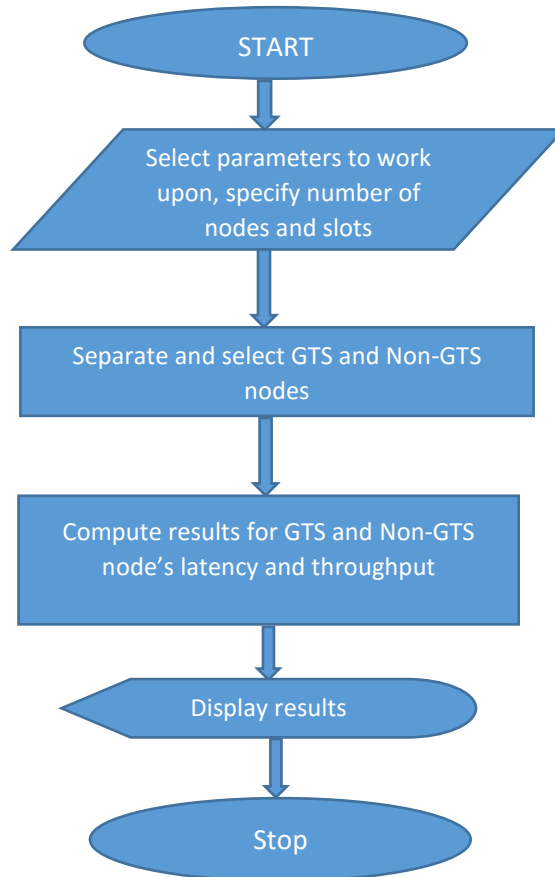 START
Select parameters to work
upon, specify number of
nodes and slots
Separate and select GTS and Non-GTS
nodes
Compute results for GTS and Non-GTS
node’s latency and throughput
Display results
Stop